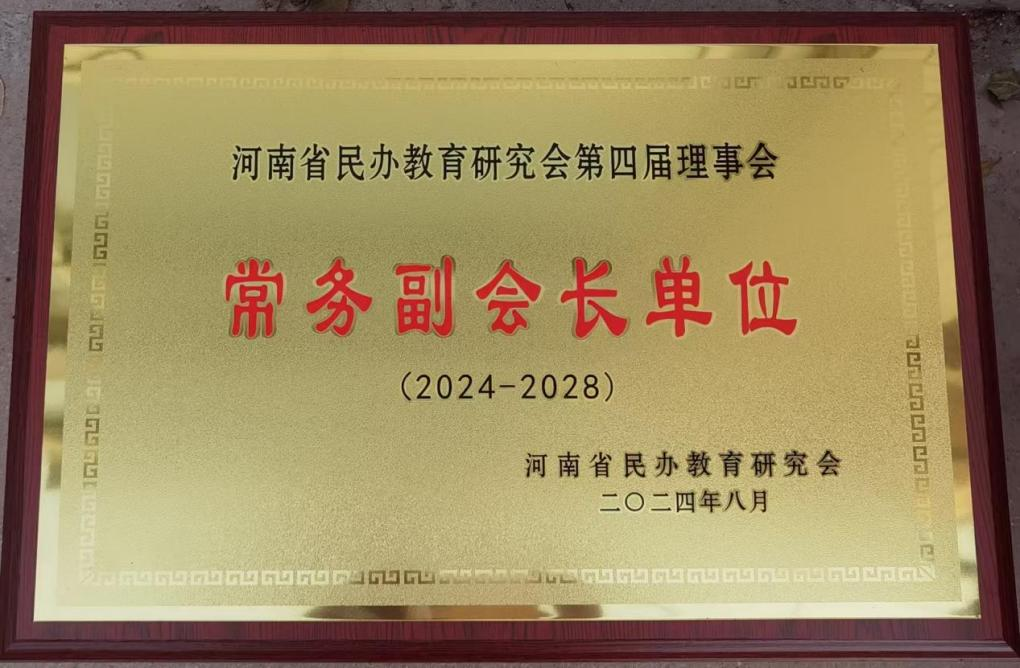 河南省民办教育研究会第四届理事会
常务副会长单位
(2024-2028)
河南省民办教育研究会
二〇二四年八月